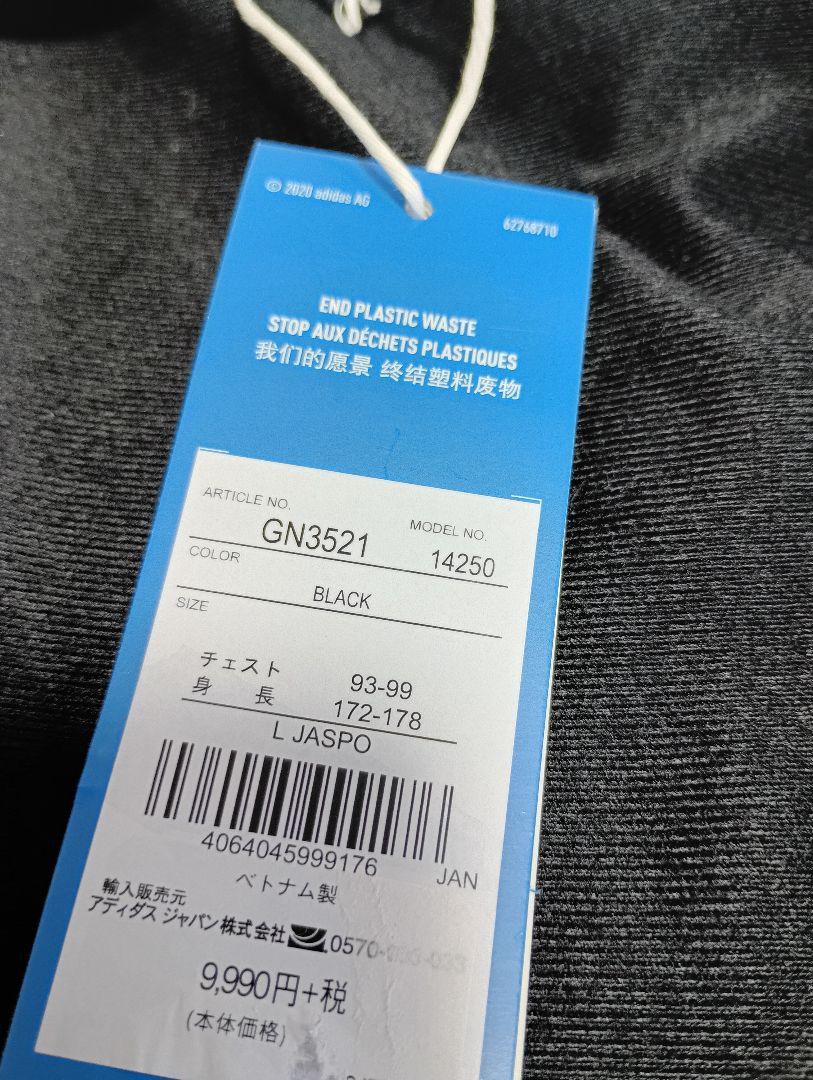 © 2020 adidas AG
62768710
END PLASTIC WASTE
STOP AUX DÉCHETS PLASTIQUES
我们的愿景 终结塑料废物
ARTICLE NO.
GN3521
MODEL NO.
14250
COLOR
BLACK
SIZE
チェスト 93-99
身 長 172-178
L JASPO
4064045999176 JAN
ベトナム製
輸入販売元
アディダス ジャパン株式会社 0570-
9,990円+税
(本体価格)